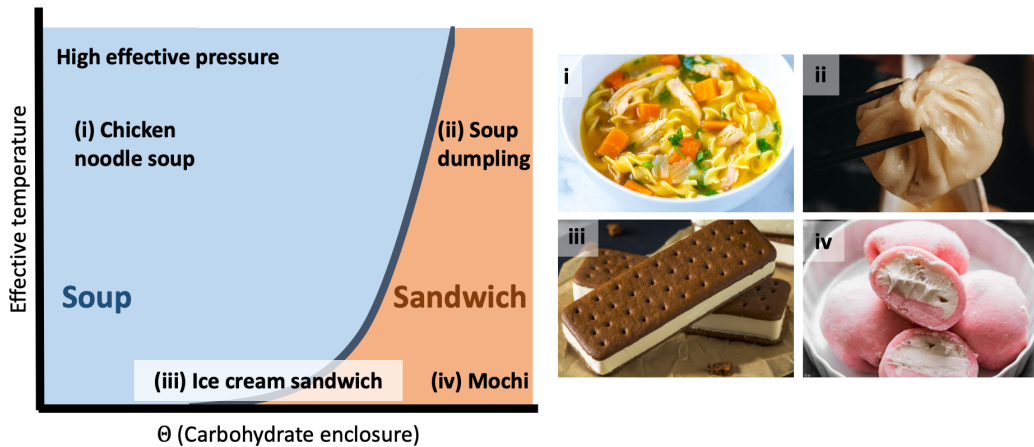 Effective temperature
High effective pressure
(i) Chicken
noodle soup
(ii) Soup
dumpling
Soup
Sandwich
(iii) Ice cream sandwich
(iv) Mochi
Θ (Carbohydrate enclosure)
i
ii
iii
iv